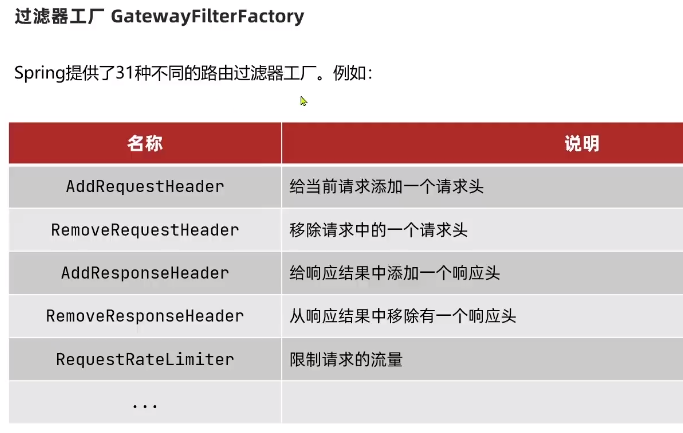 过滤器工厂 GatewayFilterFactory
Spring提供了31种不同的路由过滤器工厂。例如：
名称 说明
AddRequestHeader 给当前请求添加一个请求头
RemoveRequestHeader 移除请求中的一个请求头
AddResponseHeader 给响应结果中添加一个响应头
RemoveResponseHeader 从响应结果中移除有一个响应头
RequestRateLimiter 限制请求的流量
...